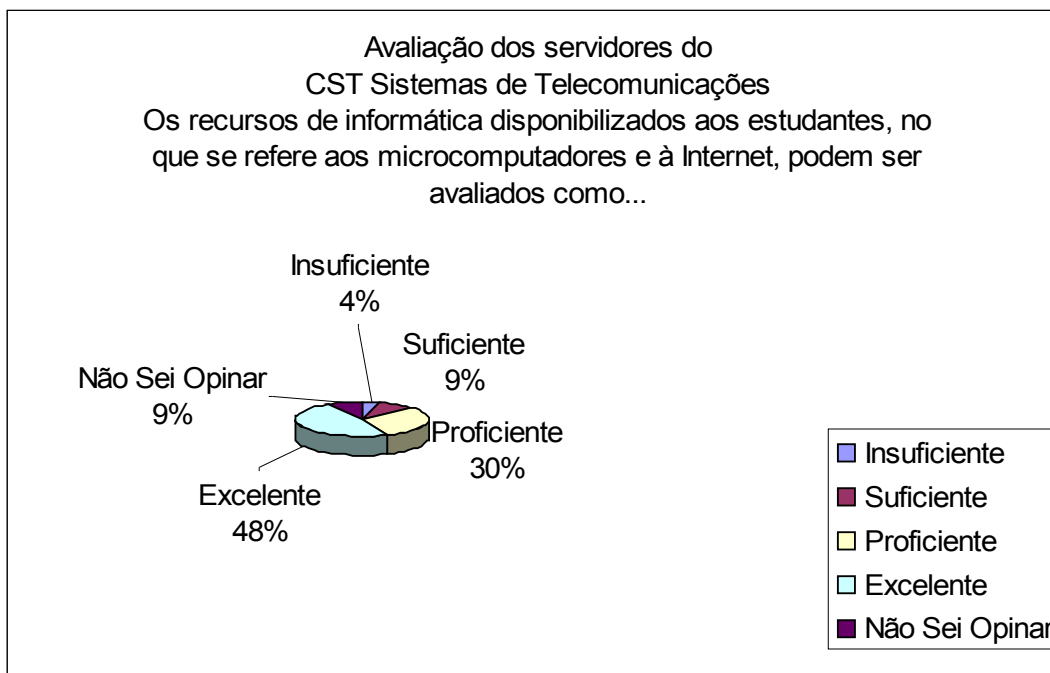 Avaliação dos servidores do
CST Sistemas de Telecomunicações
Os recursos de informática disponibilizados aos estudantes, no
que se refere aos microcomputadores e à Internet, podem ser
avaliados como...
Insuficiente
4%
Suficiente
9%
Não Sei Opinar
9%
Proficiente
30%
Excelente
48%
Insuficiente
Suficiente
Proficiente
Excelente
Não Sei Opinar